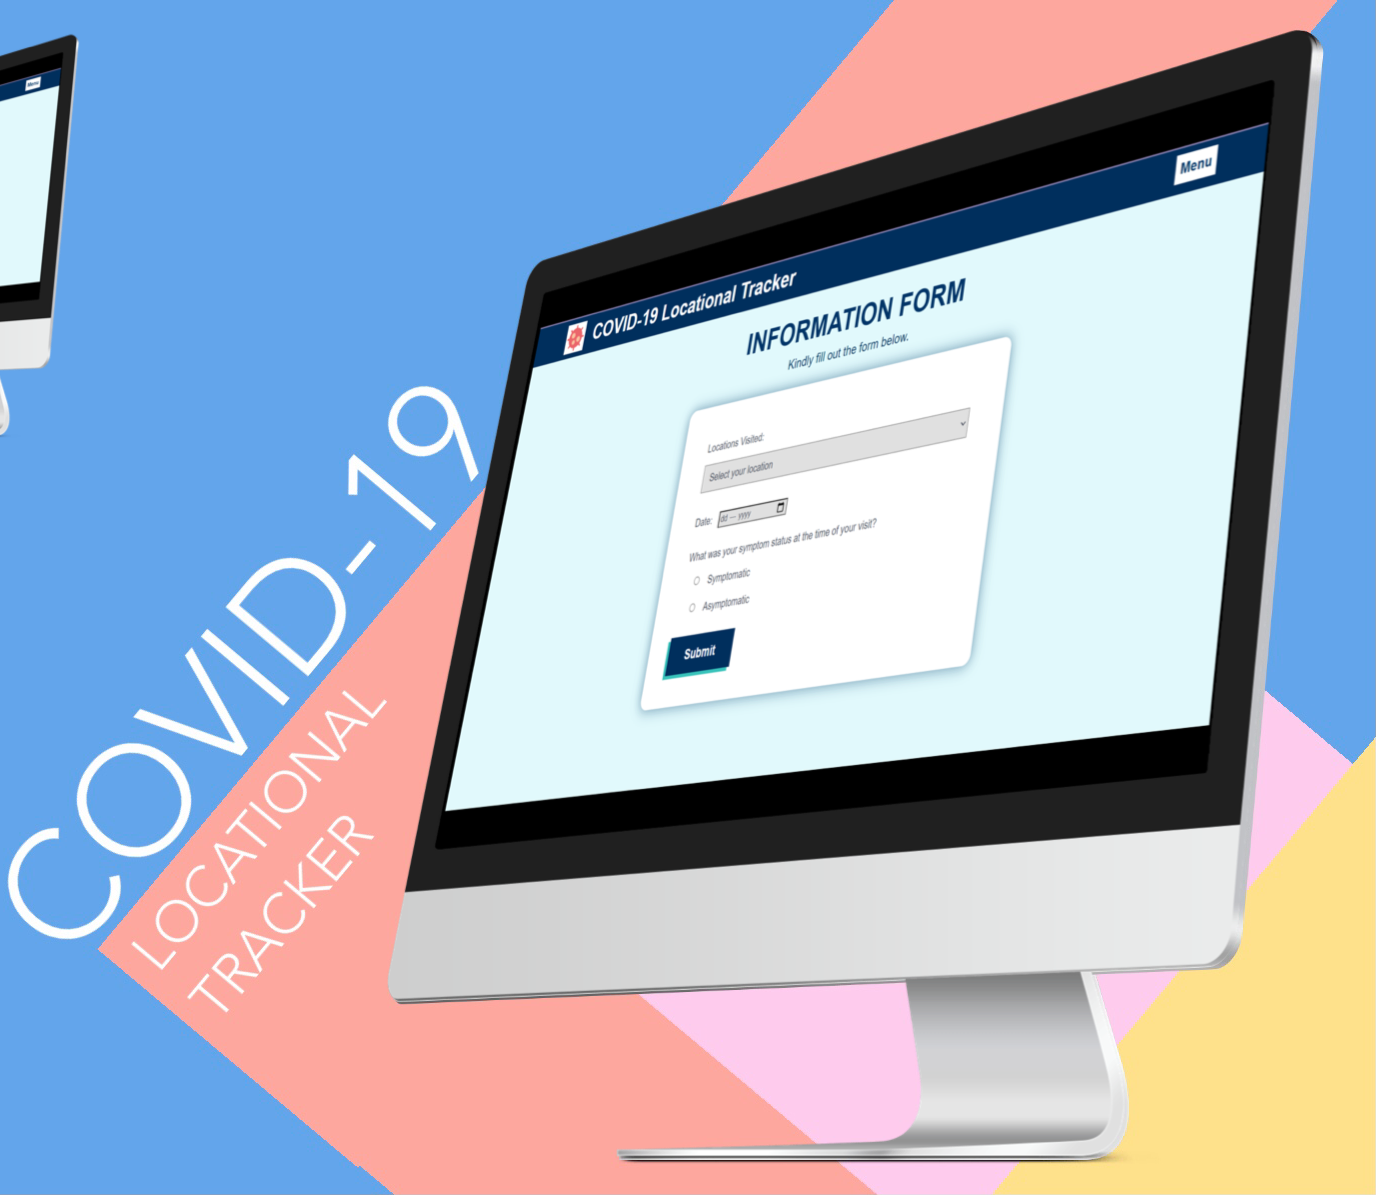 Menu
COVID-19
LOCATIONAL
TRACKER
COVID-19 Locational Tracker
Menu
INFORMATION FORM
Kindly fill out the form below.
Locations Visited:
Select your location
Date: dd --- yyyy
What was your symptom status at the time of your visit?
Symptomatic
Asymptomatic
Submit